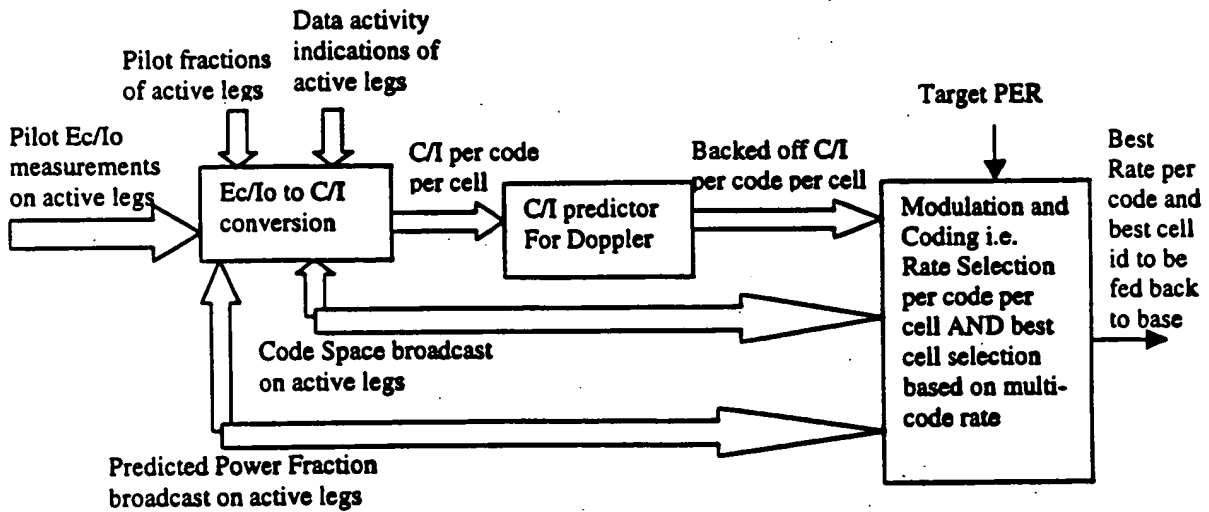 Data activity
indications of
active legs
Pilot fractions
of active legs
Target PER
Pilot Ec/Io
measurements
on active legs
Ec/Io to C/I
conversion
C/I per code
per cell
C/I predictor
For Doppler
Backed off C/I
per code per cell
Modulation and
Coding i.e.
Rate Selection
per code per
cell AND best
cell selection
based on multi-
code rate
Best
Rate per
code and
best cell
id to be
fed back
to base
Code Space broadcast
on active legs
Predicted Power Fraction
broadcast on active legs